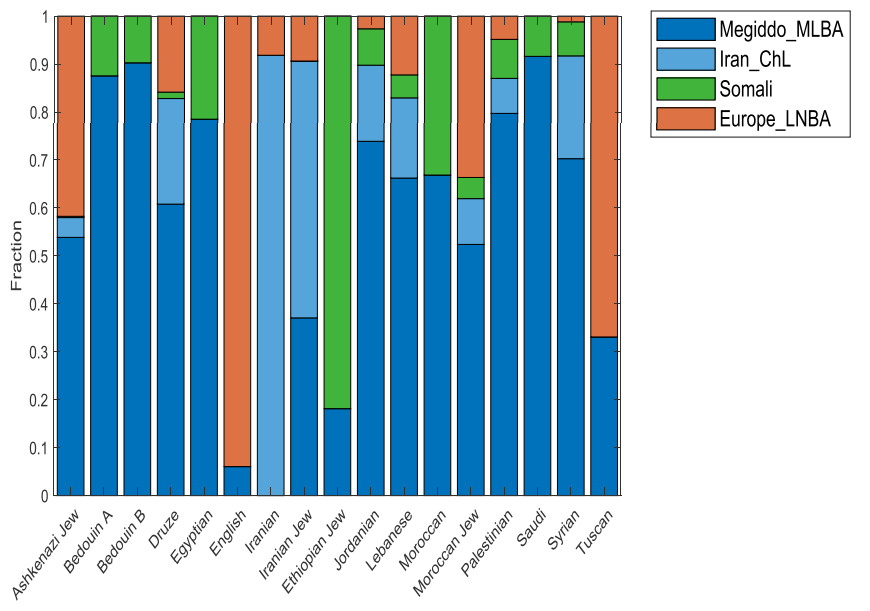 Megiddo_MLBA
Iran_ChL
Somali
Europe_LNBA
Fraction
1
0.9
0.8
0.7
0.6
0.5
0.4
0.3
0.2
0.1
0
Ashkenazi Jew
Bedouin A
Bedouin B
Druze
Egyptian
English
Iranian
Iranian Jew
Ethiopian Jew
Jordanian
Lebanese
Moroccan
Moroccan Jew
Palestinian
Saudi
Syrian
Tuscan